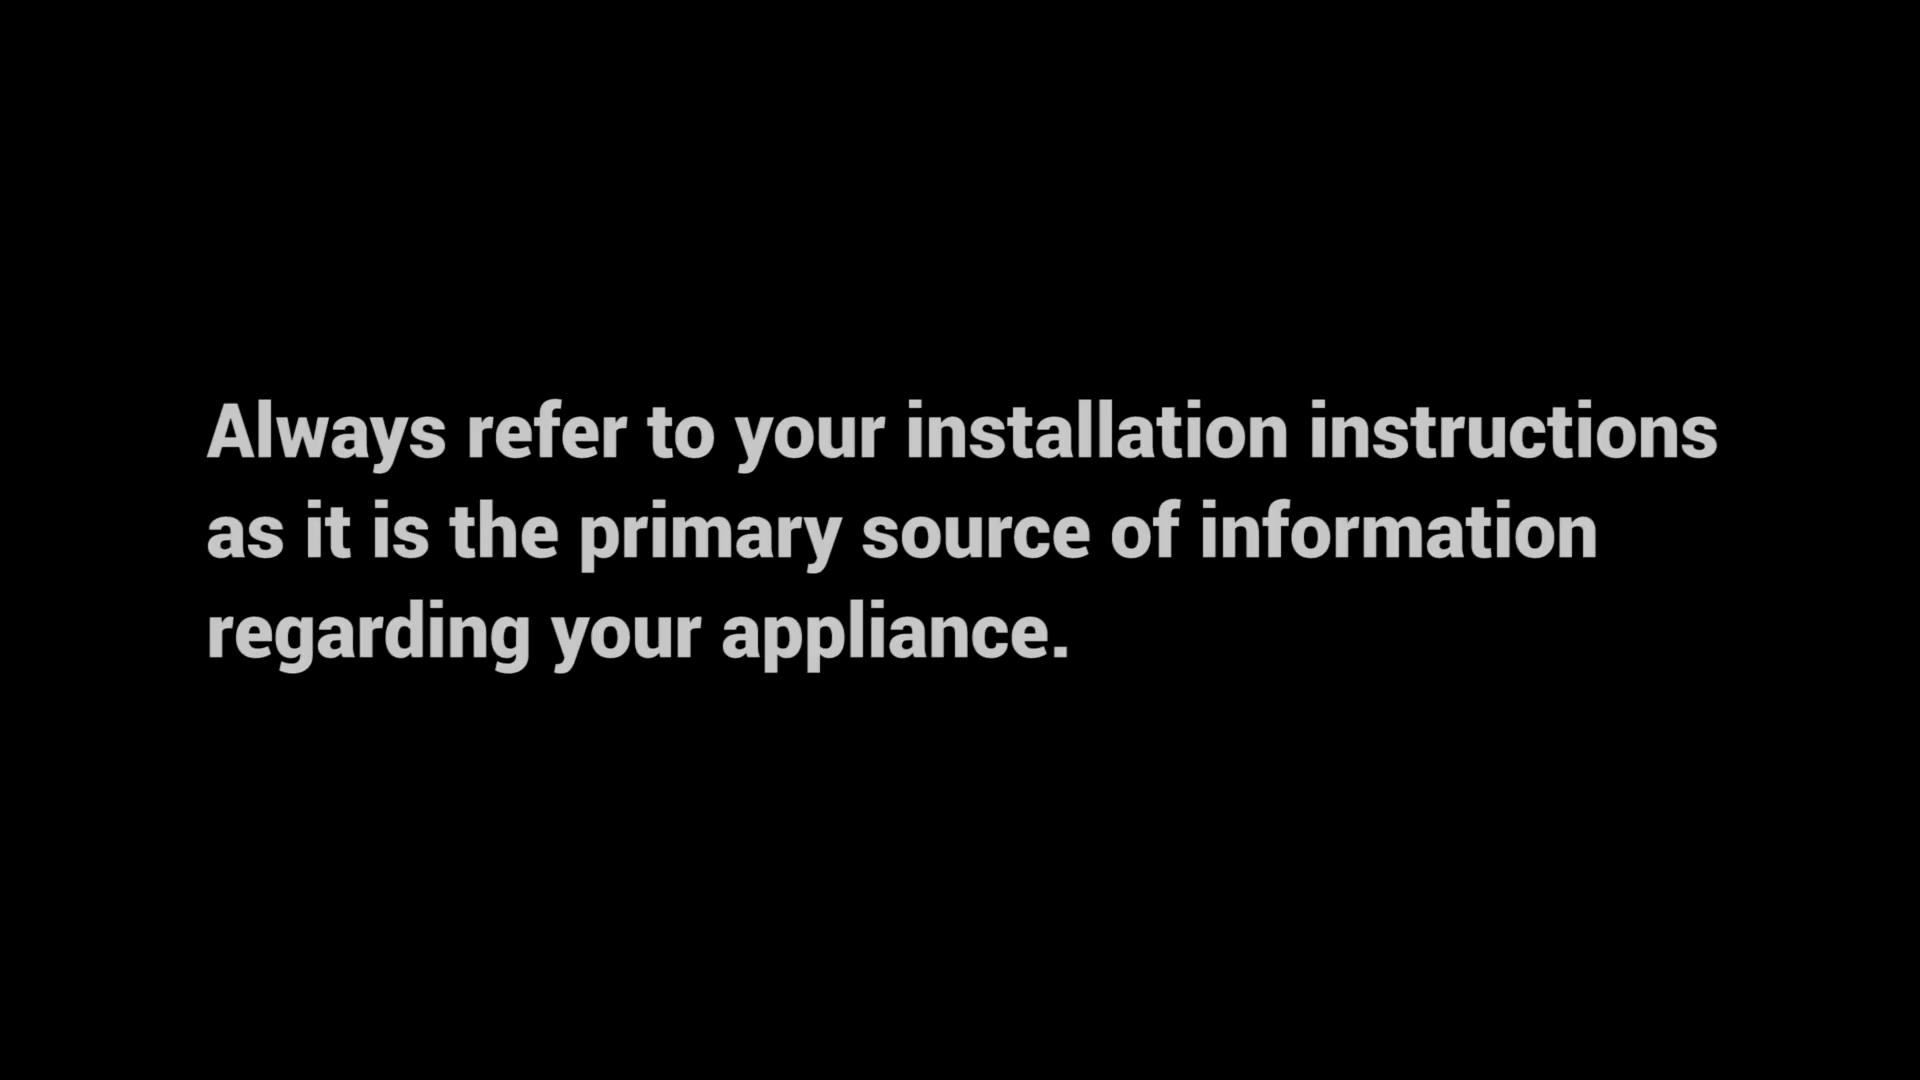 Always refer to your installation instructions
as it is the primary source of information
regarding your appliance.